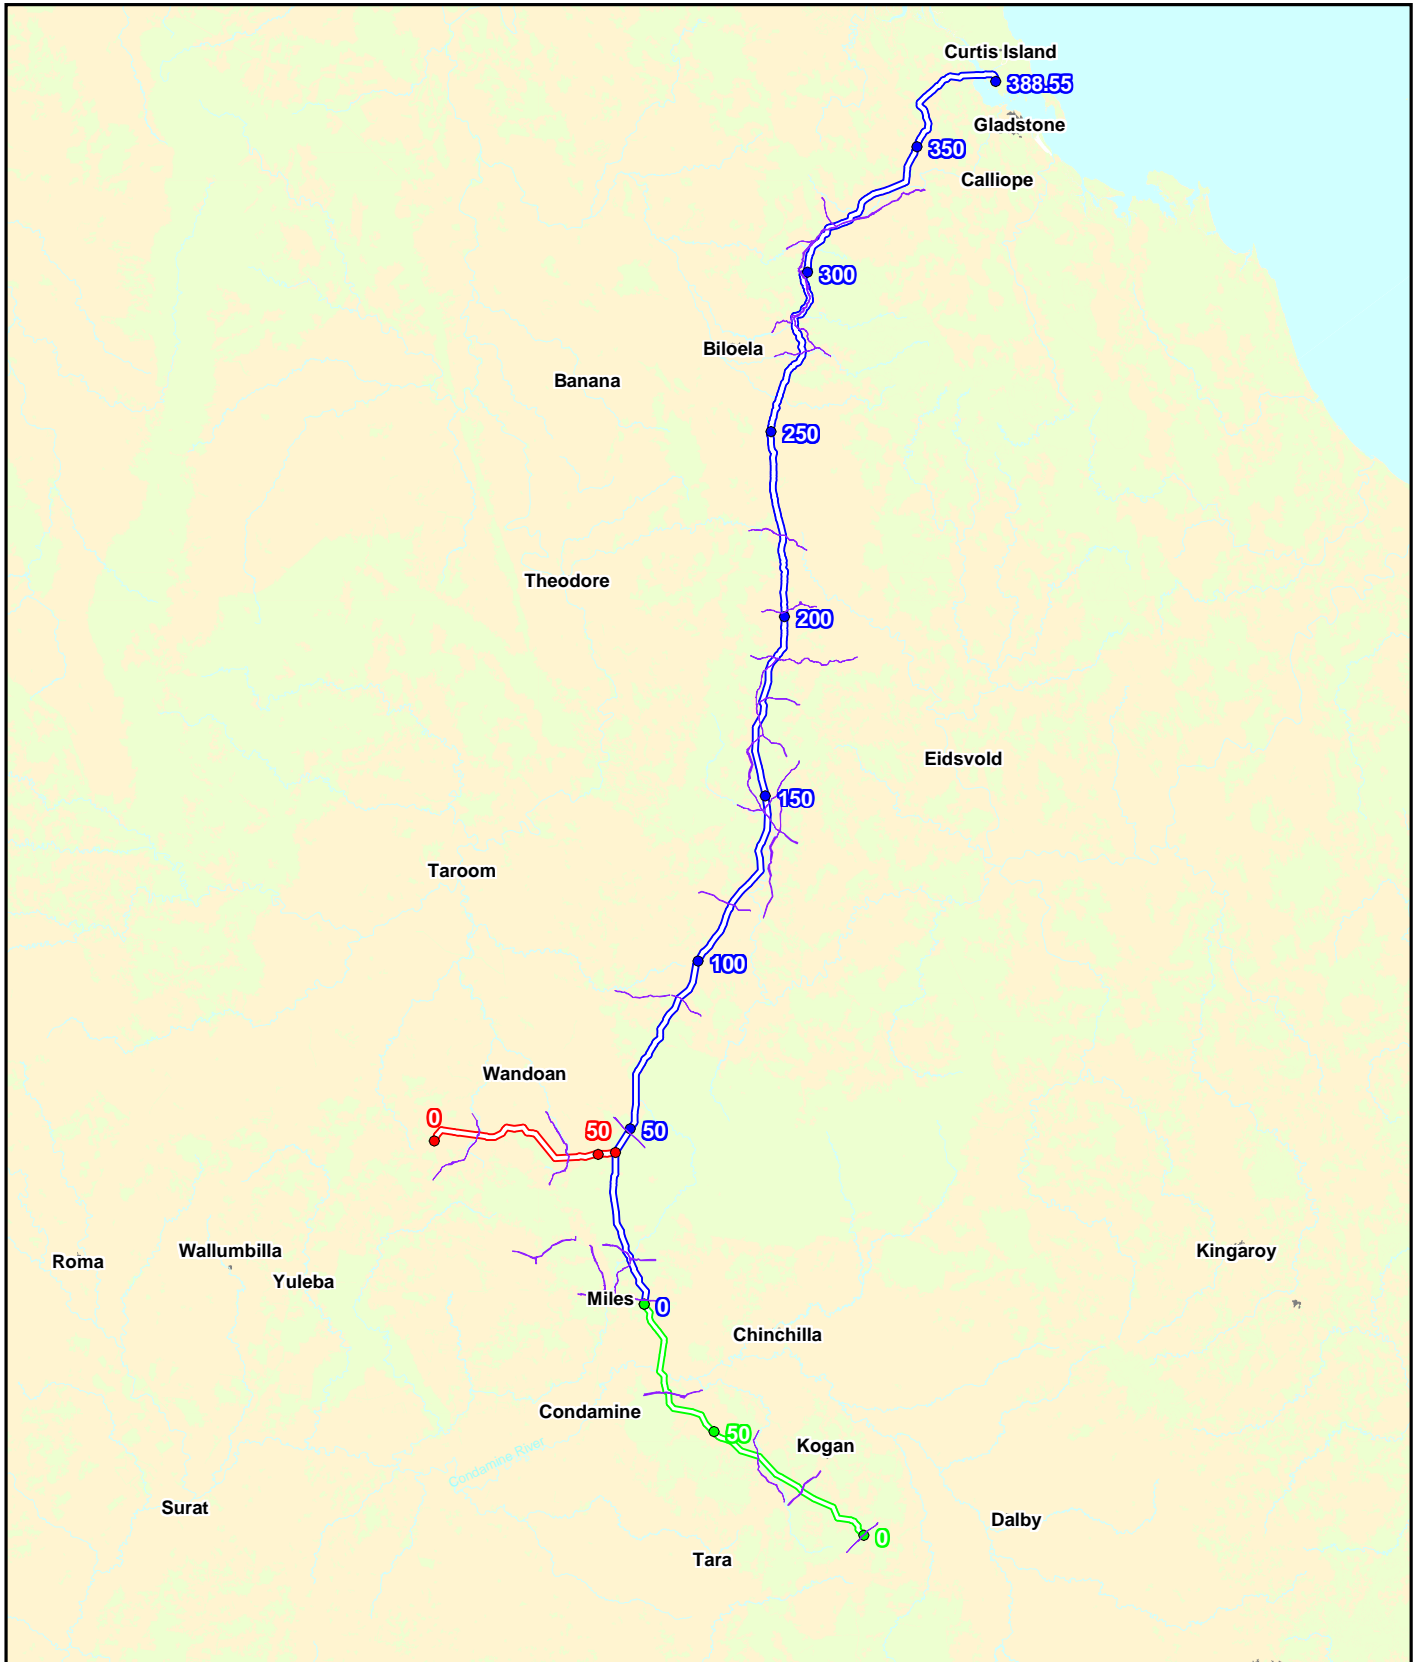 Curtis Island
388.55
Gladstone
350
Calliope
300
Biloela
Banana
250
Theodore
200
Eidsvold
150
Taroom
100
Wandoan
0
50
50
Roma
Wallumbilla
Yuleba
Kingaroy
Miles
0
Chinchilla
Condamine
50
Kogan
Condamine River
Surat
Dalby
0
Tara